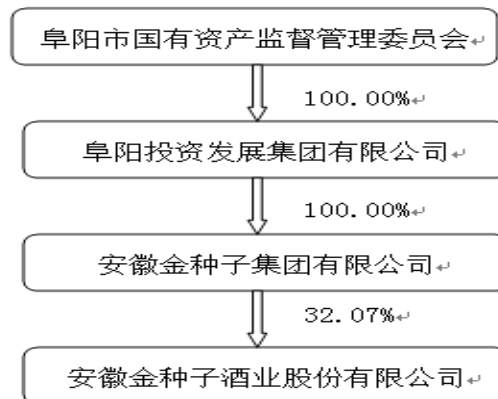 阜阳市国有资产监督管理委员会
100.00%
阜阳投资发展集团有限公司
100.00%
安徽金种子集团有限公司
32.07%
安徽金种子酒业股份有限公司